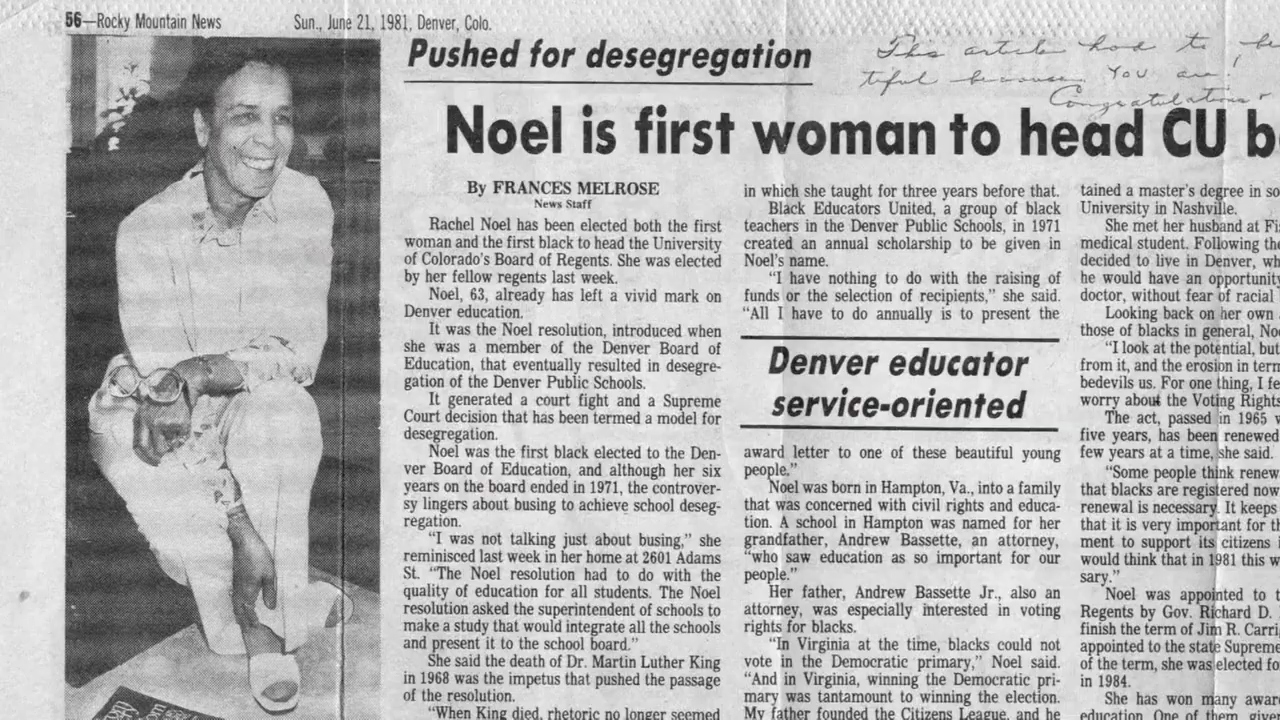 56—Rocky Mountain News Sun., June 21, 1981, Denver, Colo.
This article had to be
tiful because you are!
Congratulations!
Pushed for desegregation
Noel is first woman to head CU b
By FRANCES MELROSE
News Staff
Rachel Noel has been elected both the first
woman and the first black to head the University
of Colorado's Board of Regents. She was elected
by her fellow regents last week.
Noel, 63, already has left a vivid mark on
Denver education.
It was the Noel resolution, introduced when
she was a member of the Denver Board of
Education, that eventually resulted in desegre-
gation of the Denver Public Schools.
It generated a court fight and a Supreme
Court decision that has been termed a model for
desegregation.
Noel was the first black elected to the Den-
ver Board of Education, and although her six
years on the board ended in 1971, the controver-
sy lingers about busing to achieve school deseg-
regation.
"I was not talking just about busing," she
reminisced last week in her home at 2601 Adams
St. "The Noel resolution had to do with the
quality of education for all students. The Noel
resolution asked the superintendent of schools to
make a study that would integrate all the schools
and present it to the school board."
She said the death of Dr. Martin Luther King
in 1968 was the impetus that pushed the passage
of the resolution.
"When King died, rhetoric no longer seemed
in which she taught for three years before that.
Black Educators United, a group of black
teachers in the Denver Public Schools, in 1971
created an annual scholarship to be given in
Noel's name.
"I have nothing to do with the raising of
funds or the selection of recipients," she said.
"All I have to do annually is to present the
Denver educator
service-oriented
award letter to one of these beautiful young
people."
Noel was born in Hampton, Va., into a family
that was concerned with civil rights and educa-
tion. A school in Hampton was named for her
grandfather, Andrew Bassette, an attorney,
"who saw education as so important for our
people."
Her father, Andrew Bassette Jr., also an
attorney, was especially interested in voting
rights for blacks.
"In Virginia at the time, blacks could not
vote in the Democratic primary," Noel said.
"And in Virginia, winning the Democratic pri-
mary was tantamount to winning the election.
My father founded the Citizens League, and he
tained a master's degree in so
University in Nashville.
She met her husband at Fi
medical student. Following the
decided to live in Denver, wh
he would have an opportunity
doctor, without fear of racial
Looking back on her own
those of blacks in general, No
"I look at the potential, but
from it, and the erosion in term
bedevils us. For one thing, I fe
worry about the Voting Rights
The act, passed in 1965 w
five years, has been renewed
few years at a time, she said.
"Some people think renew
that blacks are registered now
renewal is necessary. It keeps
that it is very important for th
ment to support its citizens i
would think that in 1981 this w
sary."
Noel was appointed to t
Regents by Gov. Richard D.
finish the term of Jim R. Carri
appointed to the state Supreme
of the term, she was elected fo
in 1984.
She has won many awar
education. One of them, give